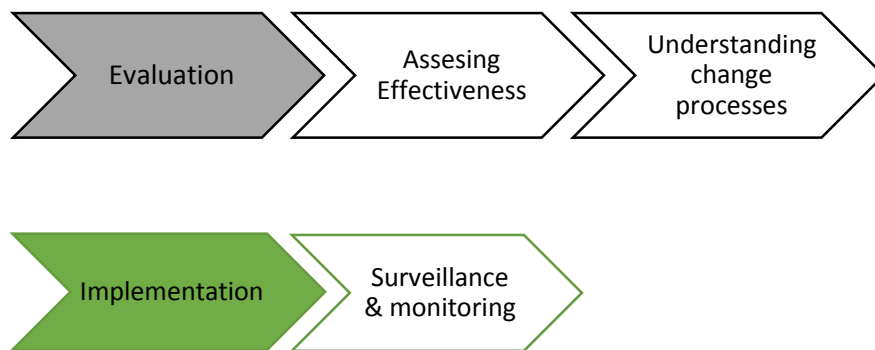 Evaluation
Assesing
Effectiveness
Understanding
change
processes
Implementation
Surveillance
& monitoring